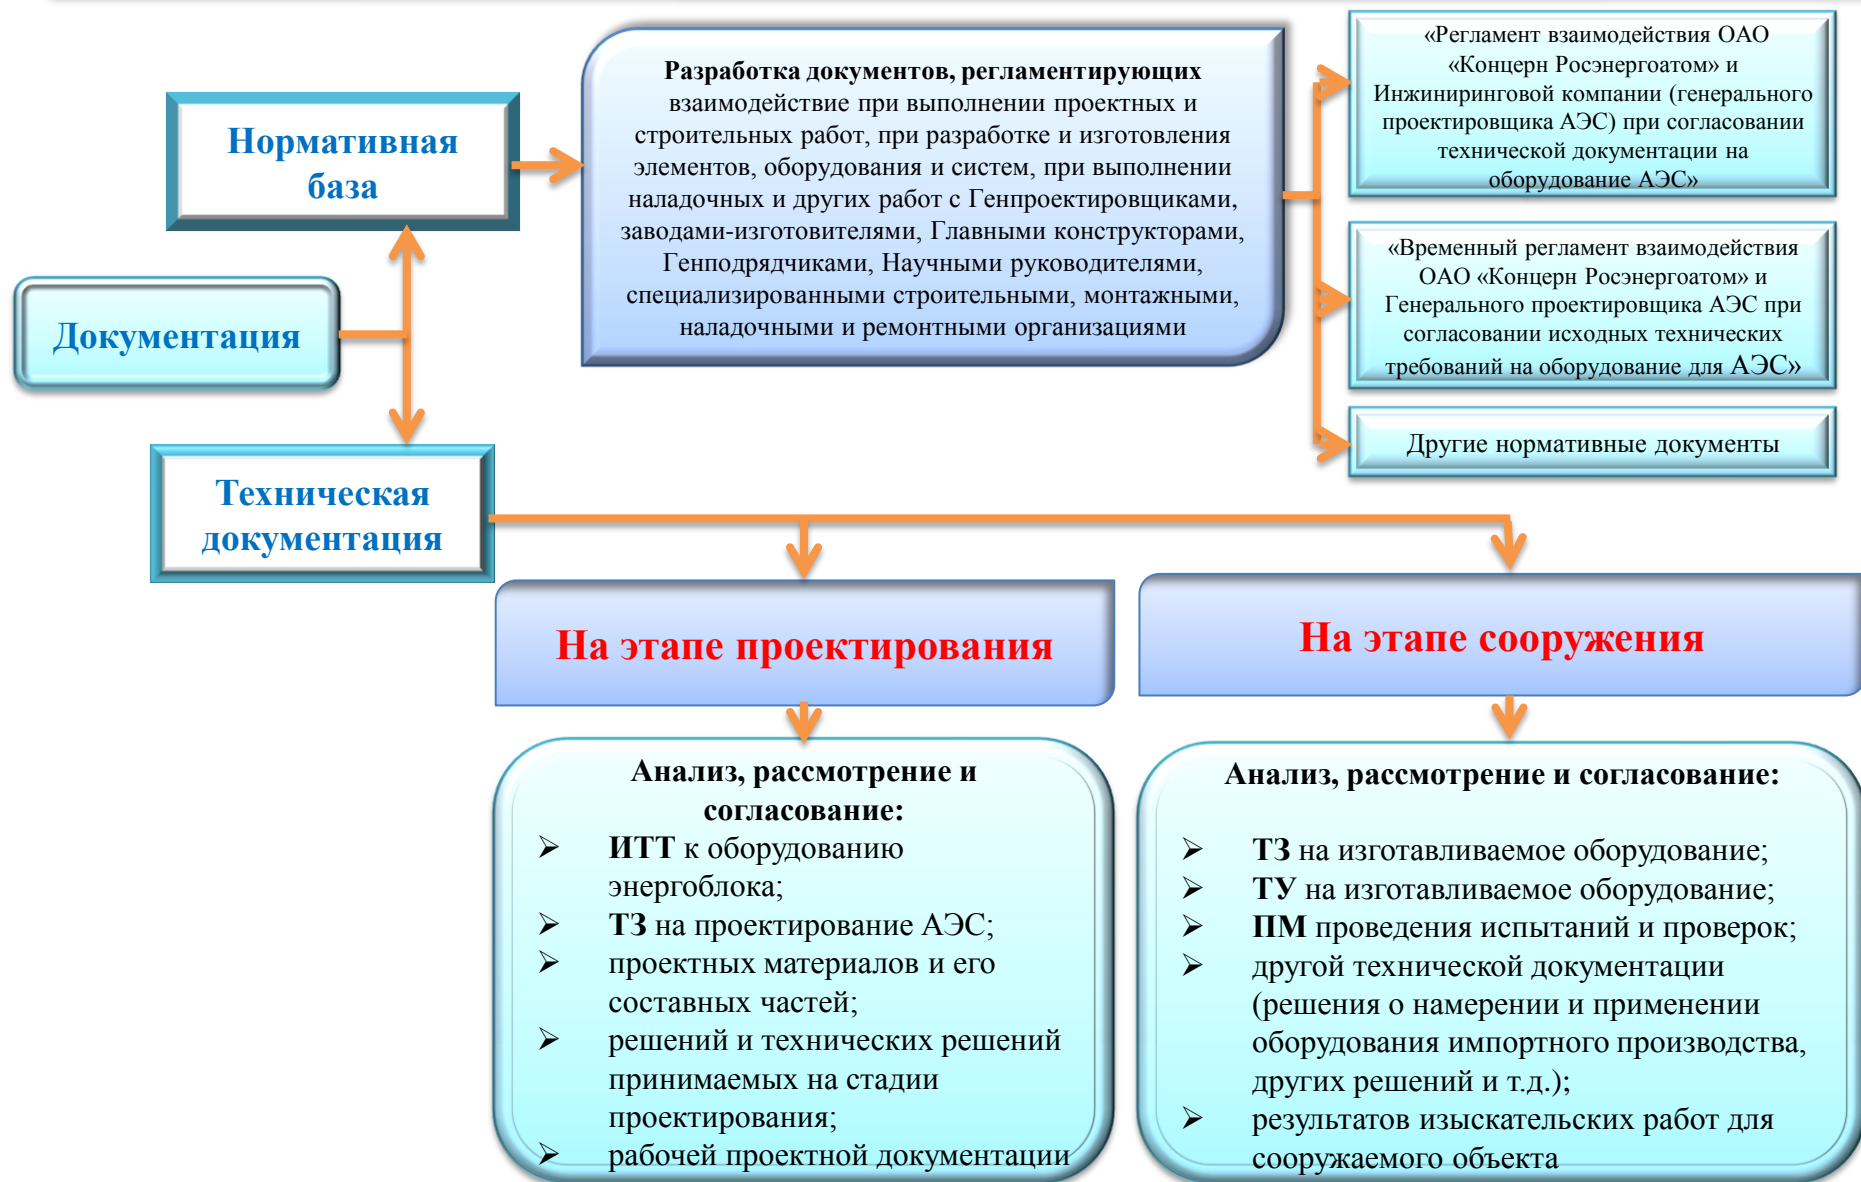 Нормативная
база
Разработка документов, регламентирующих
взаимодействие при выполнении проектных и
строительных работ, при разработке и изготовления
элементов, оборудования и систем, при выполнении
наладочных и других работ с Генпроектировщиками,
заводами-изготовителями, Главными конструкторами,
Генподрядчиками, Научными руководителями,
специализированными строительными, монтажными,
наладочными и ремонтными организациями
«Регламент взаимодействия ОАО
«Концерн Росэнергоатом» и
Инжиниринговой компании (генерального
проектировщика АЭС) при согласовании
технической документации на
оборудование АЭС»
«Временный регламент взаимодействия
ОАО «Концерн Росэнергоатом» и
Генерального проектировщика АЭС при
согласовании исходных технических
требований на оборудование для АЭС»
Другие нормативные документы
Документация
Техническая
документация
На этапе проектирования
На этапе сооружения
Анализ, рассмотрение и
согласование:
➢ ИТТ к оборудованию
энергоблока;
➢ ТЗ на проектирование АЭС;
➢ проектных материалов и его
составных частей;
➢ решений и технических решений
принимаемых на стадии
проектирования;
➢ рабочей проектной документации
Анализ, рассмотрение и согласование:
➢ ТЗ на изготавливаемое оборудование;
➢ ТУ на изготавливаемое оборудование;
➢ ПМ проведения испытаний и проверок;
➢ другой технической документации
(решения о намерении и применении
оборудования импортного производства,
других решений и т.д.);
➢ результатов изыскательских работ для
сооружаемого объекта